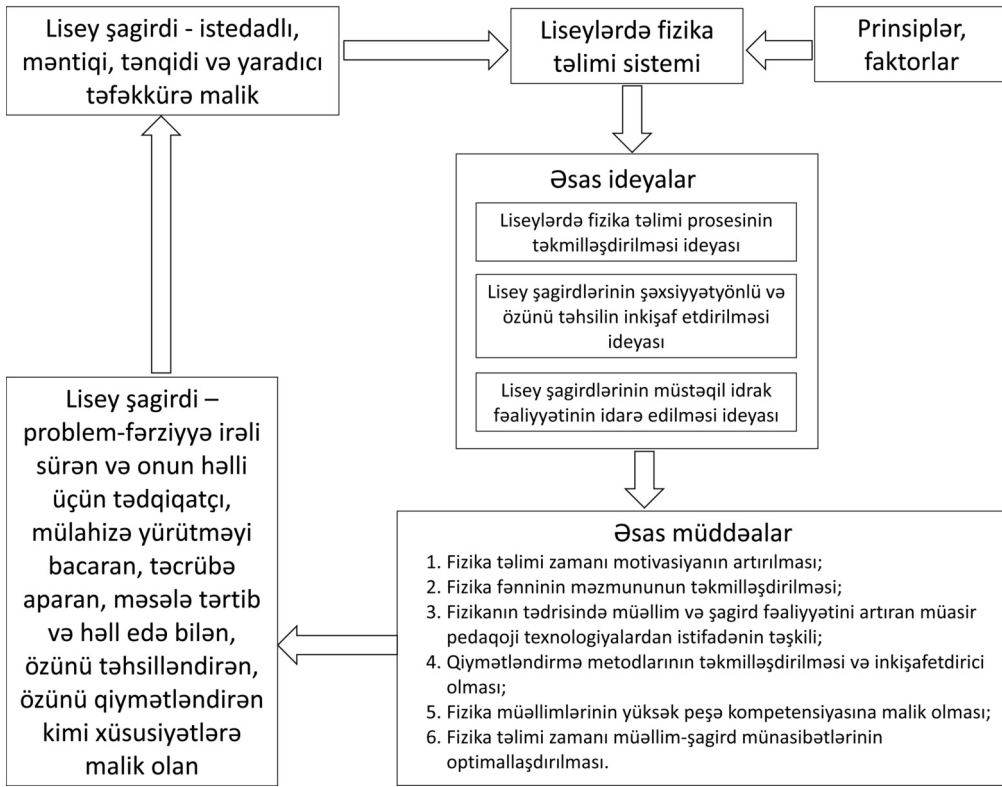 Lisey şagirdi - istedadlı,
məntiqi, tənqidi və yaradıcı
təfəkkürə malik
Liseylərdə fizika
təlimi sistemi
Prinsiplər,
faktorlar
Əsas ideyalar
Liseylərdə fizika təlimi prosesinin
təkmilləşdirilməsi ideyası
Lisey şagirdlərinin şəxsiyyətyönlü və
özünü təhsilin inkişaf etdirilməsi
ideyası
Lisey şagirdlərinin müstəqil idrak
fəaliyyətinin idarə edilməsi ideyası
Əsas müddəalar
1. Fizika təlimi zamanı motivasiyanın artırılması;
2. Fizika fənninin məzmununun təkmilləşdirilməsi;
3. Fizikanın tədrisində müəllim və şagird fəaliyyətini artıran müasir
pedaqoji texnologiyalardan istifadənin təşkili;
4. Qiymətləndirmə metodlarının təkmilləşdirilməsi və inkişafetdirici
olması;
5. Fizika müəllimlərinin yüksək peşə kompetensiyasına malik olması;
6. Fizika təlimi zamanı müəllim-şagird münasibətlərinin
optimallaşdırılması.
Lisey şagirdi –
problem-fərziyyə irəli
sürən və onun həlli
üçün tədqiqatçı,
mülahizə yürütməyi
bacaran, təcrübə
aparan, məsələ tərtib
və həll edə bilən,
özünü təhsilləndirən,
özünü qiymətləndirən
kimi xüsusiyətlərə
malik olan